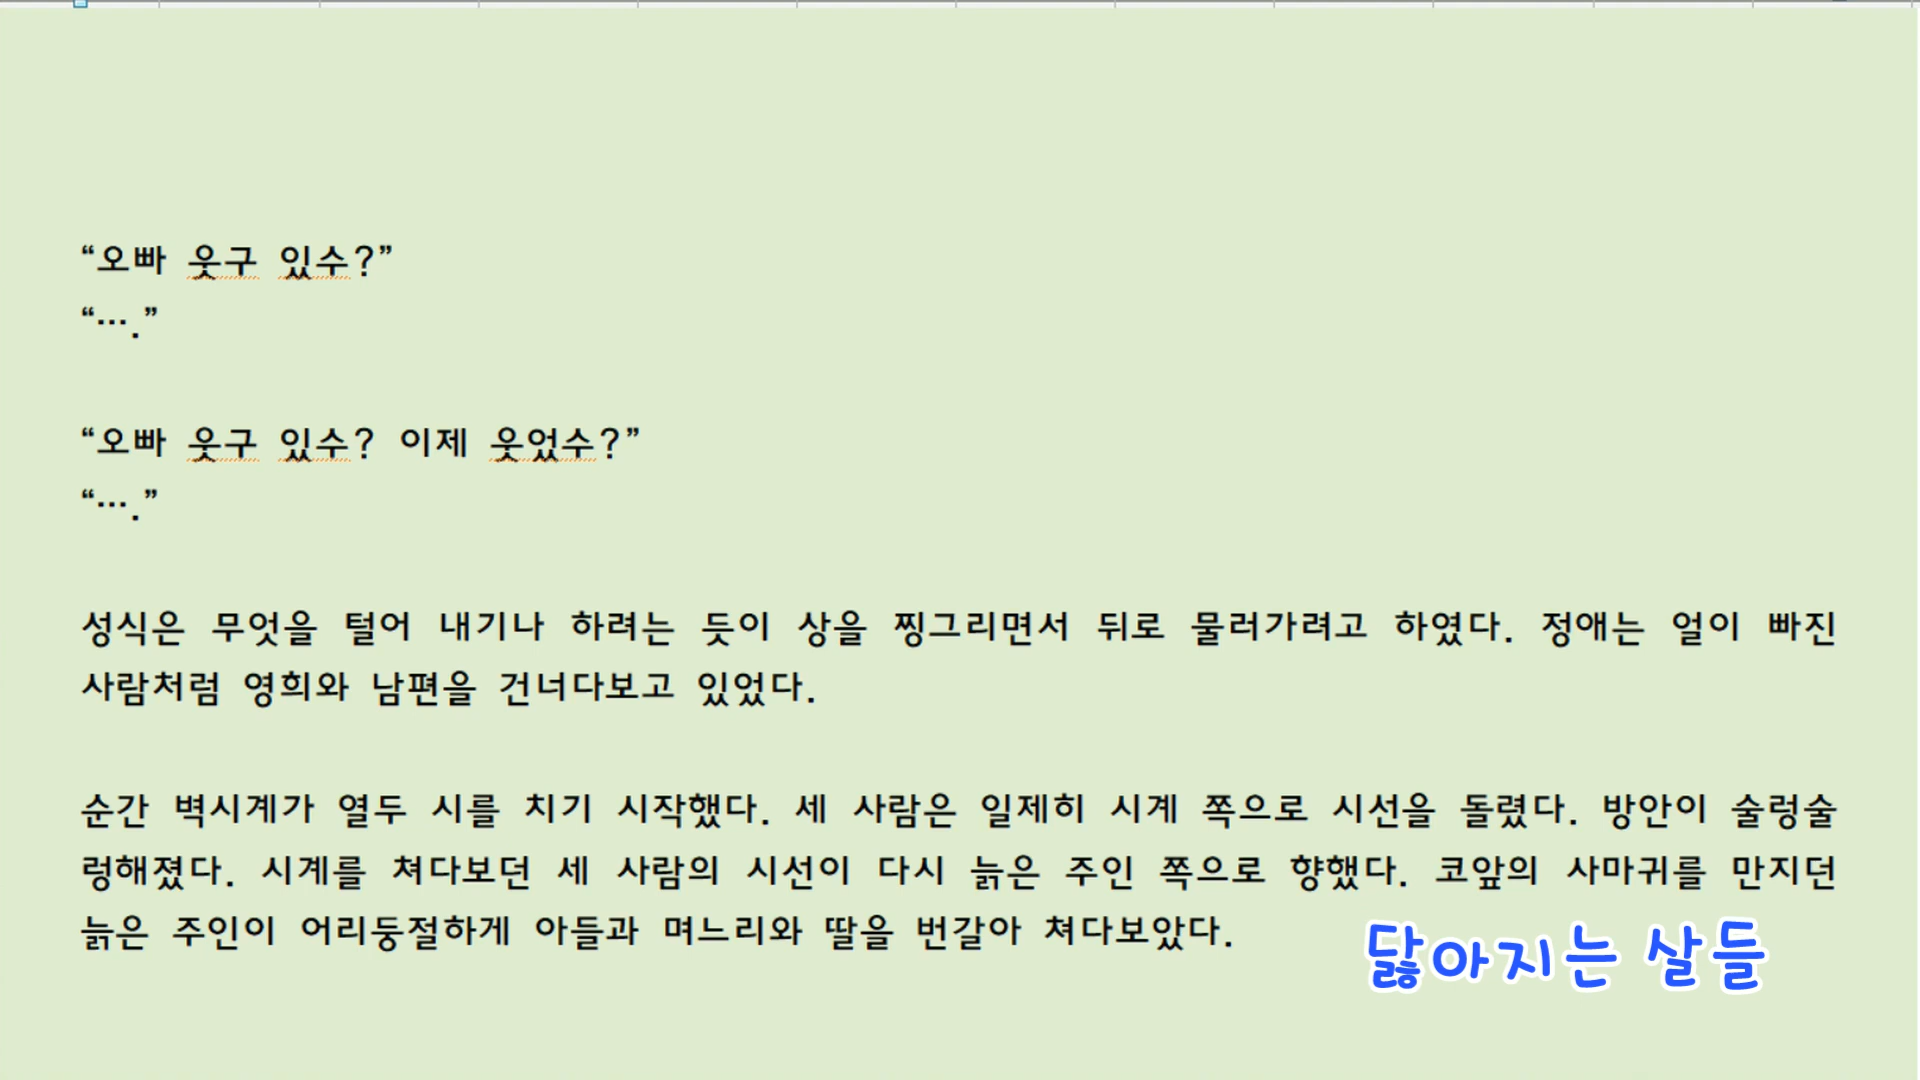 “오빠 웃구 있수?”
“….”
“오빠 웃구 있수? 이제 웃었수?”
“….”
성식은 무엇을 털어 내기나 하려는 듯이 상을 찡그리면서 뒤로 물러가려고 하였다. 정애는 얼이 빠진
사람처럼 영희와 남편을 건너다보고 있었다.
순간 벽시계가 열두 시를 치기 시작했다. 세 사람은 일제히 시계 쪽으로 시선을 돌렸다. 방안이 술렁술
렁해졌다. 시계를 쳐다보던 세 사람의 시선이 다시 늙은 주인 쪽으로 향했다. 코앞의 사마귀를 만지던
늙은 주인이 어리둥절하게 아들과 며느리와 딸을 번갈아 쳐다보았다.
닳아지는 살들